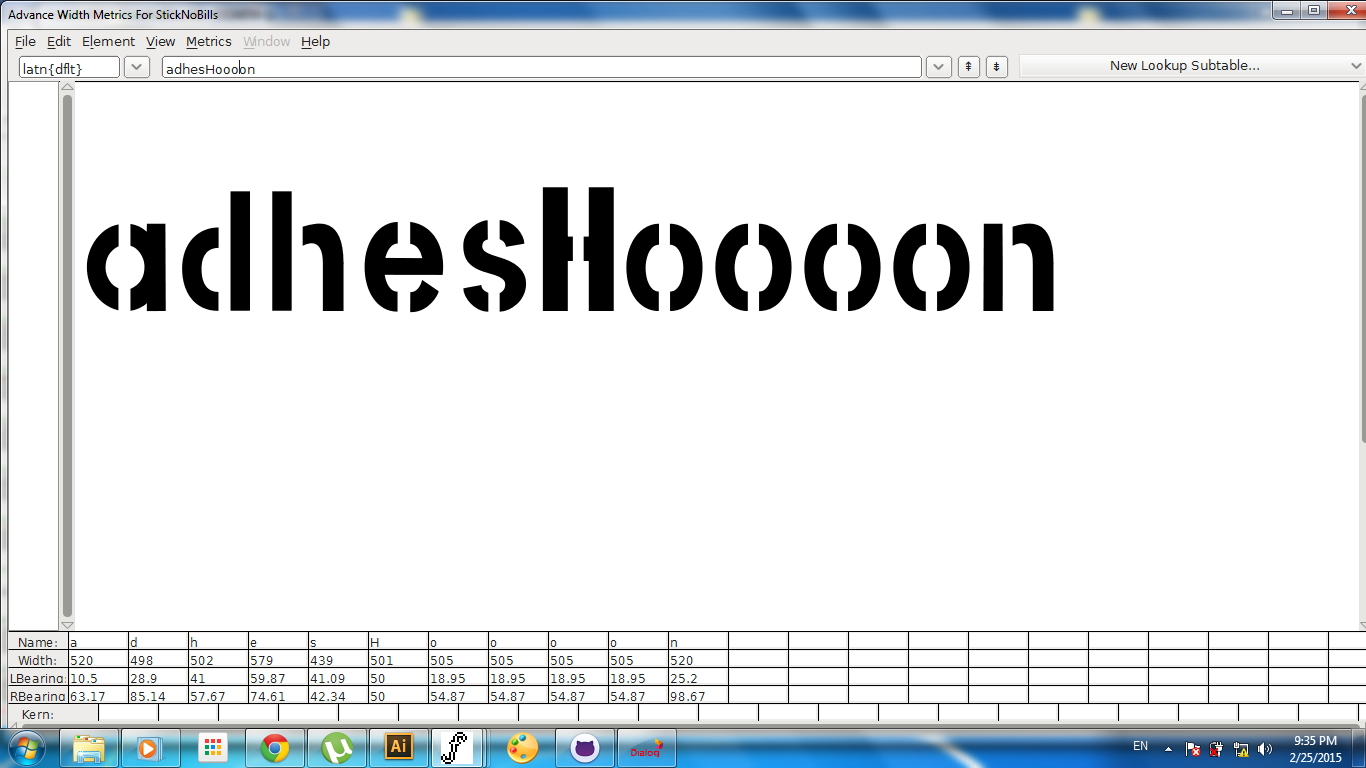 Advance Width Metrics For StickNoBills
File Edit Element View Metrics Window Help
latn{dflt} adhesHoooon New Lookup Subtable...
adhesHoooon
Name: a d h e s H o o o o n
Width: 520 498 502 579 439 501 505 505 505 505 520
LBearing: 10.5 28.9 41 59.87 41.09 50 18.95 18.95 18.95 18.95 25.2
RBearing 63.17 85.14 57.67 74.61 42.34 50 54.87 54.87 54.87 54.87 98.67
Kern:
Ai Dialog EN 9:35 PM
2/25/2015